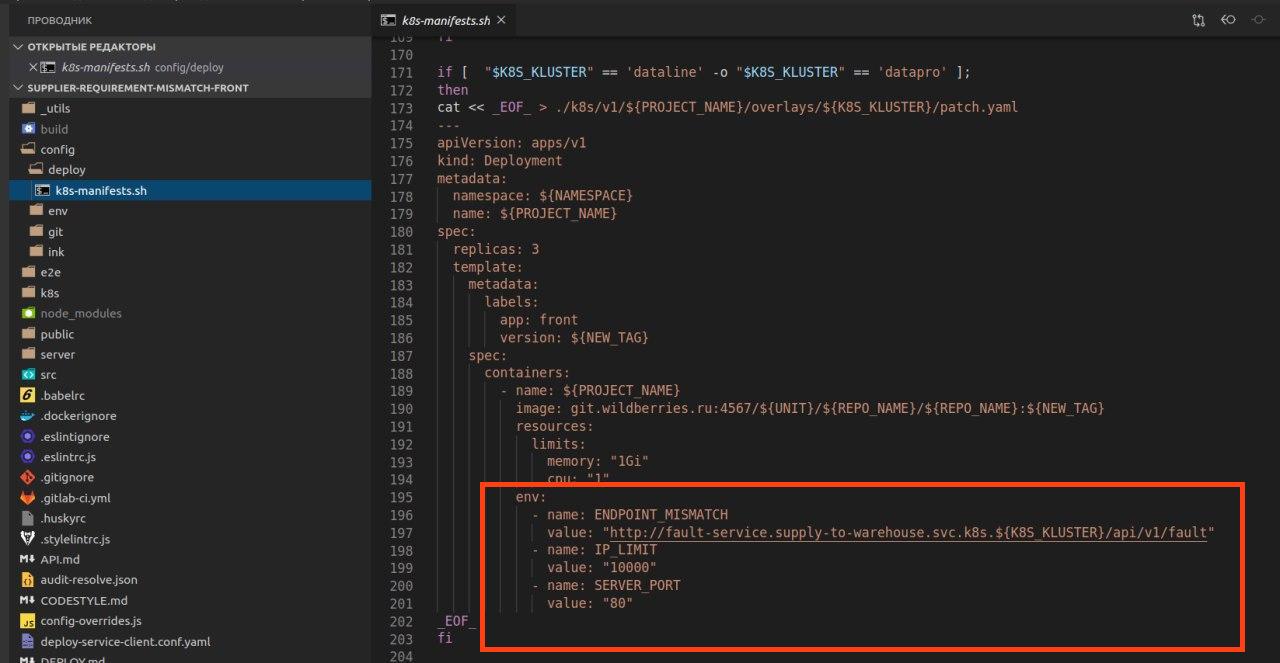 ПРОВОДНИК
ОТКРЫТЫЕ РЕДАКТОРЫ
k8s-manifests.sh config/deploy
SUPPLIER-REQUIREMENT-MISMATCH-FRONT
_utils
build
config
deploy
k8s-manifests.sh
env
git
ink
e2e
k8s
node_modules
public
server
src
.babelrc
.dockerignore
.eslintignore
.eslintrc.js
.gitignore
.gitlab-ci.yml
.huskyrc
.stylelintrc.js
API.md
audit-resolve.json
CODESTYLE.md
config-overrides.js
deploy-service-client.conf.yaml
DEPLOY.md
k8s-manifests.sh
169 fi
170
171 if [  "$K8S_KLUSTER" == 'dataline' -o "$K8S_KLUSTER" == 'datapro' ];
172 then
173 cat << _EOF_ > ./k8s/v1/${PROJECT_NAME}/overlays/${K8S_KLUSTER}/patch.yaml
174 ---
175 apiVersion: apps/v1
176 kind: Deployment
177 metadata:
178   namespace: ${NAMESPACE}
179   name: ${PROJECT_NAME}
180 spec:
181   replicas: 3
182   template:
183     metadata:
184       labels:
185         app: front
186         version: ${NEW_TAG}
187     spec:
188       containers:
189         - name: ${PROJECT_NAME}
190           image: git.wildberries.ru:4567/${UNIT}/${REPO_NAME}/${REPO_NAME}:${NEW_TAG}
191           resources:
192             limits:
193               memory: "1Gi"
194               cpu: "1"
195           env:
196             - name: ENDPOINT_MISMATCH
197               value: "http://fault-service.supply-to-warehouse.svc.k8s.${K8S_KLUSTER}/api/v1/fault"
198             - name: IP_LIMIT
199               value: "10000"
200             - name: SERVER_PORT
201               value: "80"
202 _EOF_
203 fi
204